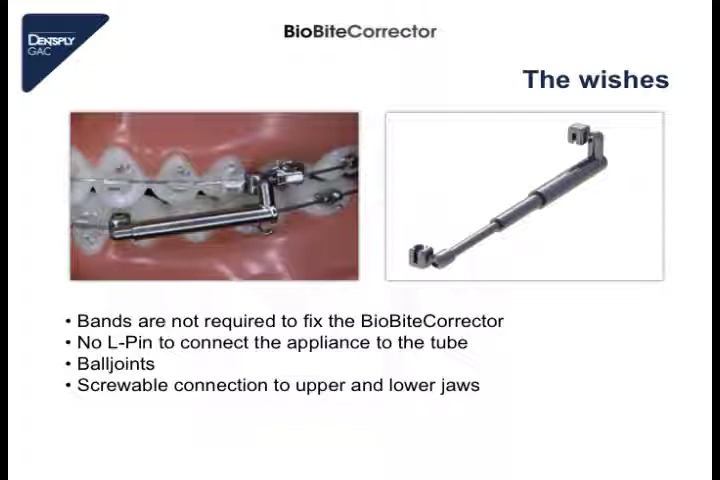 DENTSPLY
GAC
BioBiteCorrector
The wishes
• Bands are not required to fix the BioBiteCorrector
• No L-Pin to connect the appliance to the tube
• Balljoints
• Screwable connection to upper and lower jaws